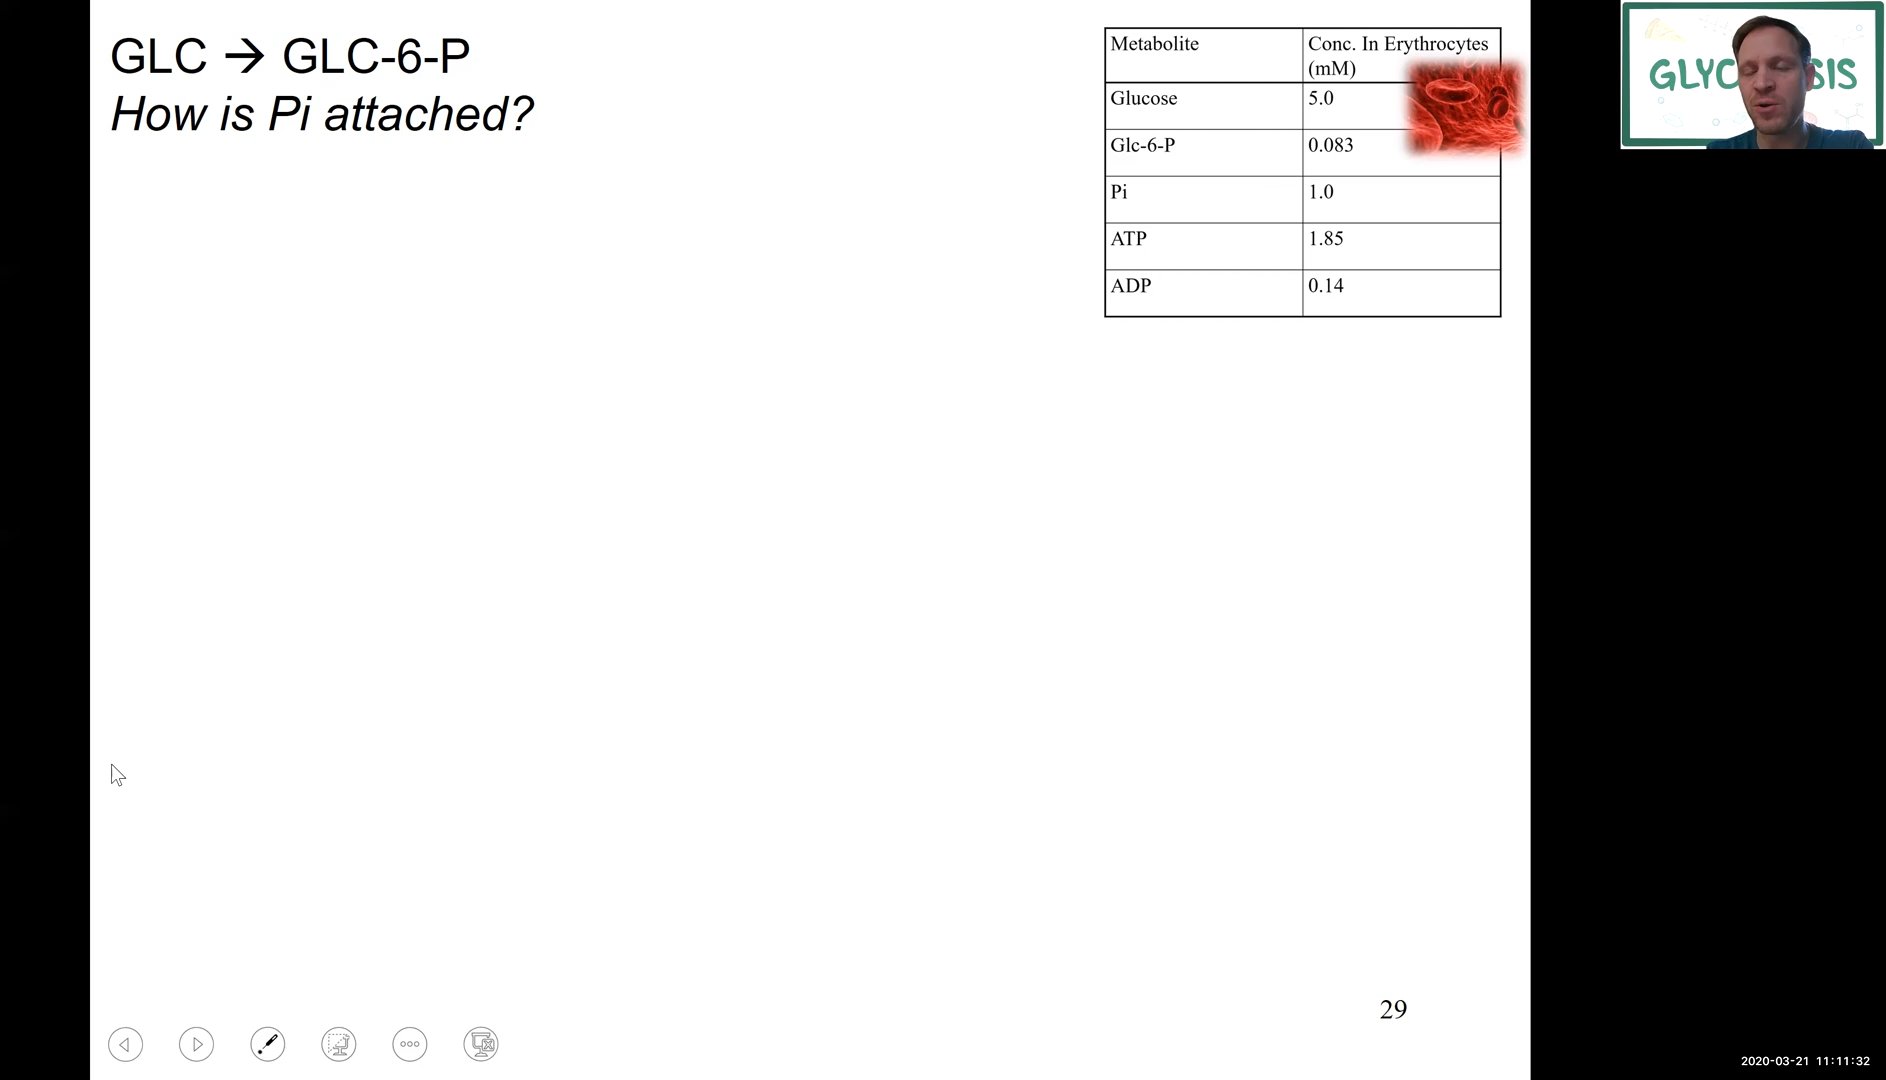 GLC → GLC-6-P
How is Pi attached?
Metabolite
Conc. In Erythrocytes
(mM)
Glucose
5.0
Glc-6-P
0.083
Pi
1.0
ATP
1.85
ADP
0.14
29
2020-03-21 11:11:32